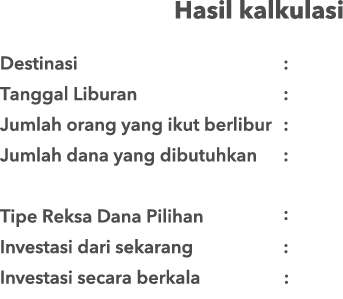 Hasil kalkulasi
Destinasi :
Tanggal Liburan :
Jumlah orang yang ikut berlibur :
Jumlah dana yang dibutuhkan :
Tipe Reksa Dana Pilihan :
Investasi dari sekarang :
Investasi secara berkala :